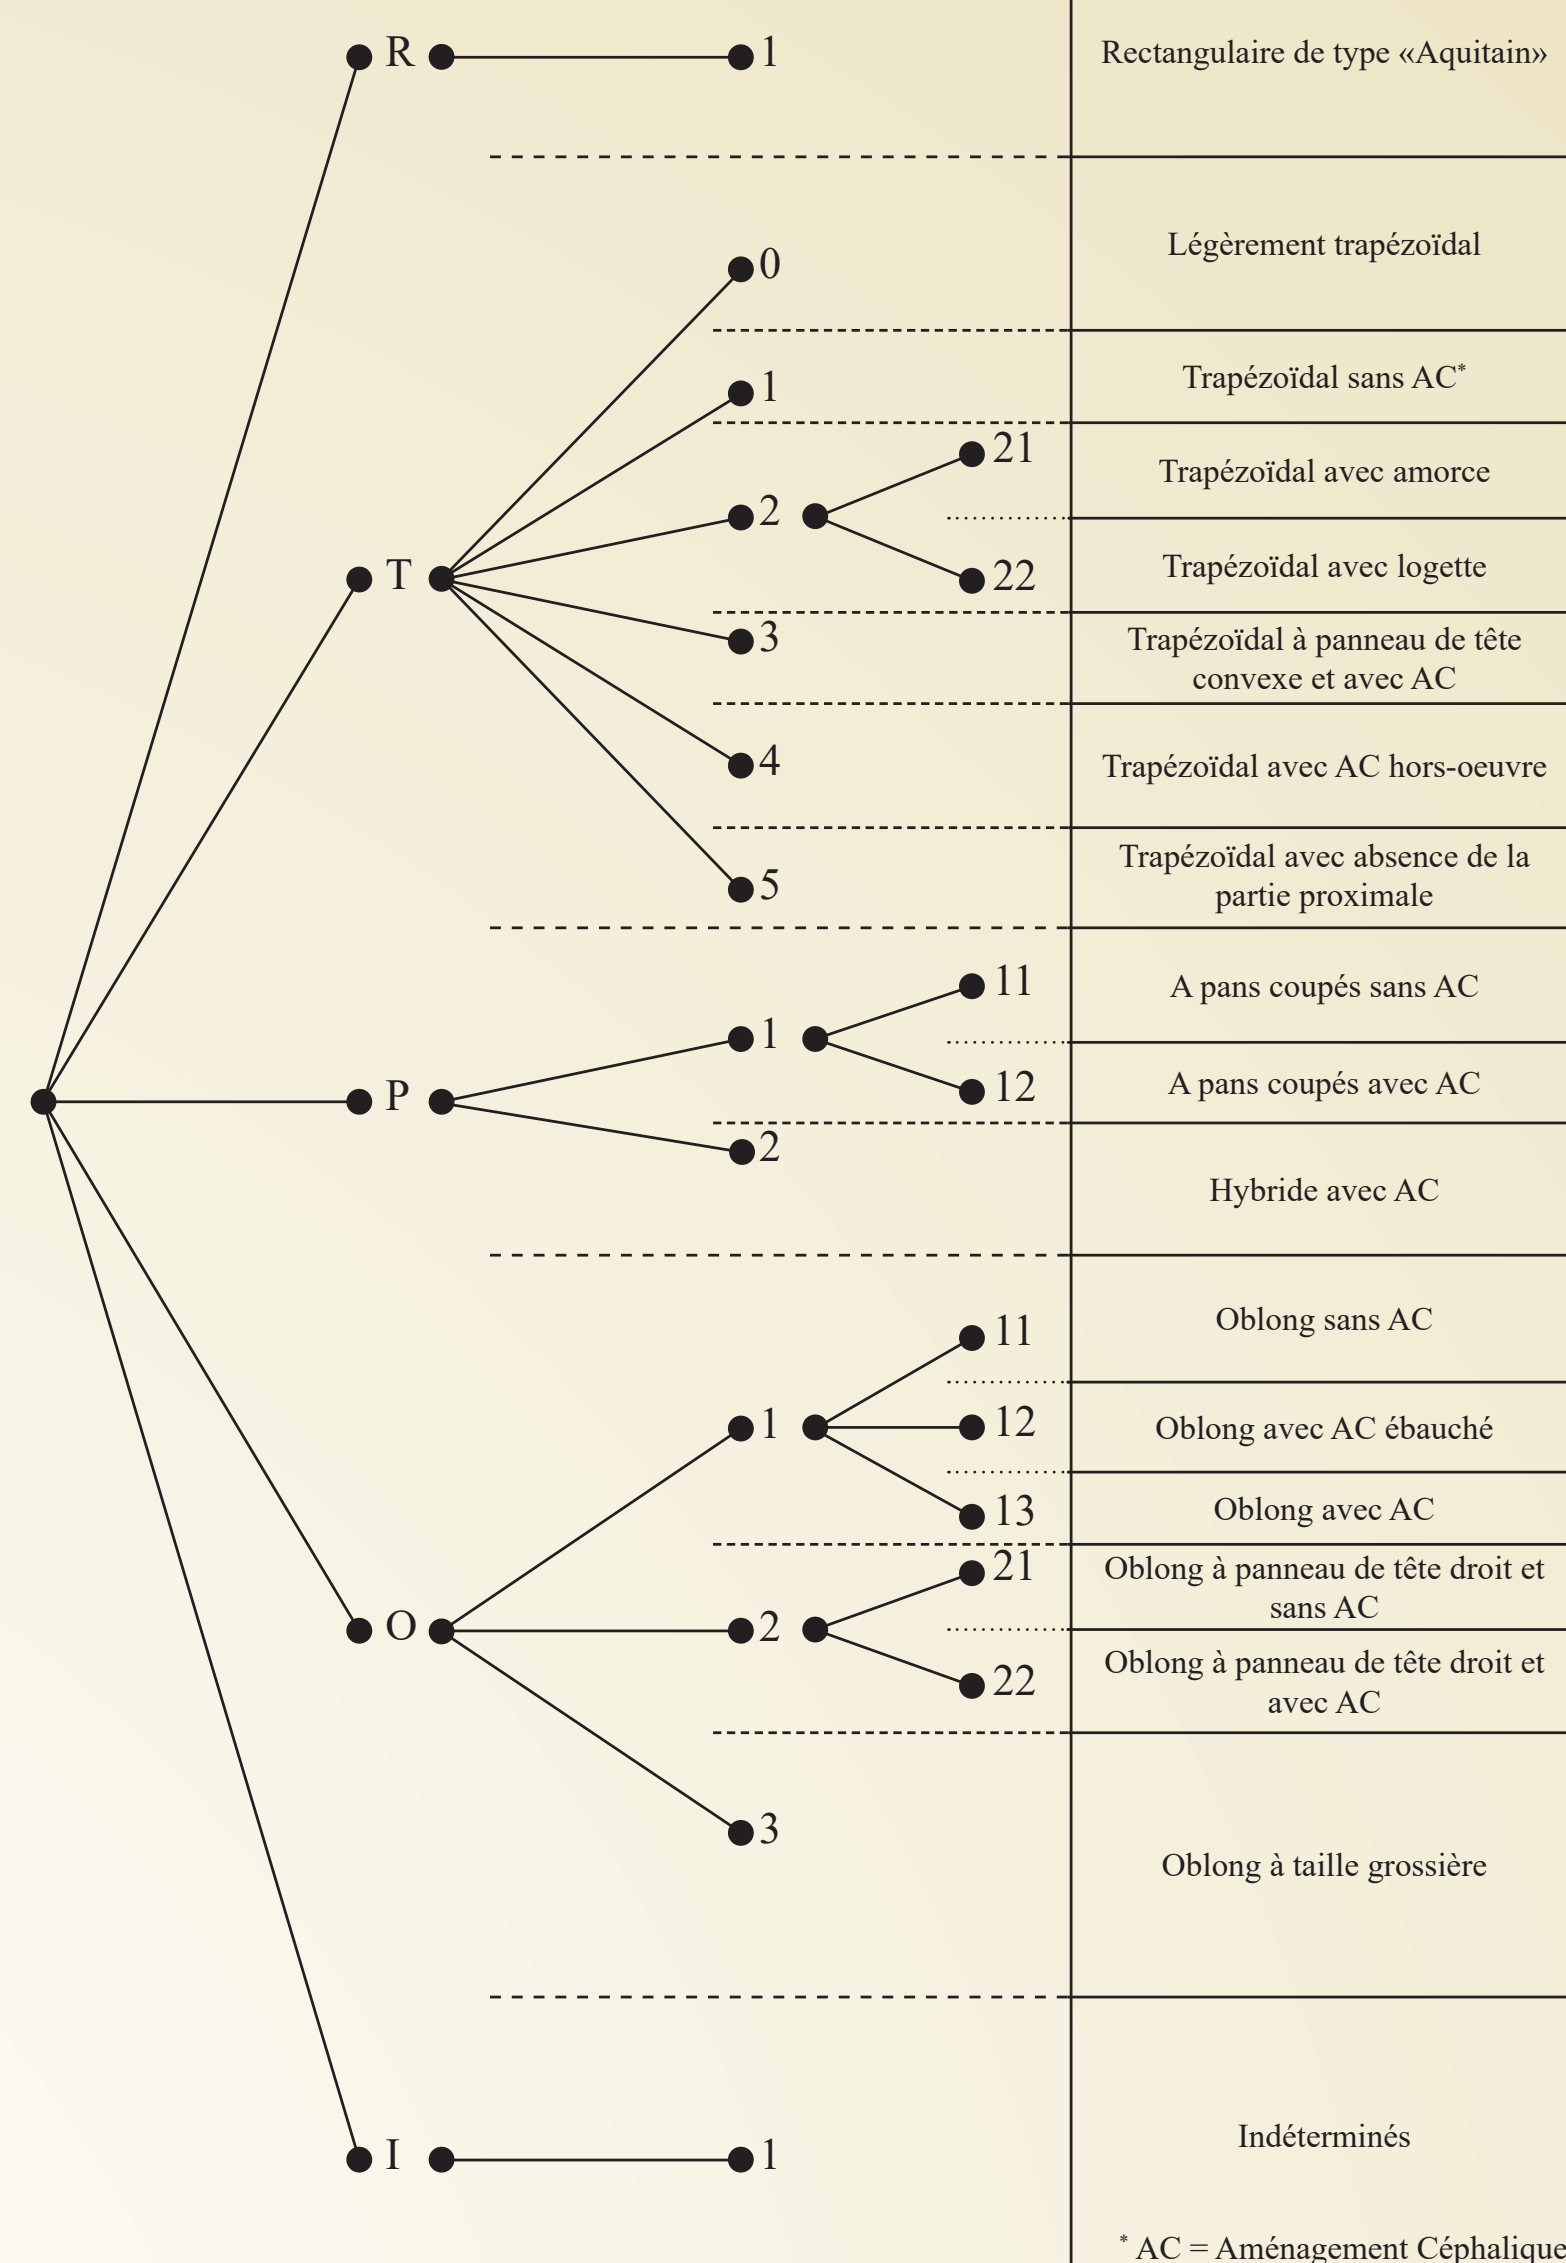 R 1 Rectangulaire de type «Aquitain»
0 Légèrement trapézoïdal
1 Trapézoïdal sans AC*
21 Trapézoïdal avec amorce
2
22 Trapézoïdal avec logette
T
3 Trapézoïdal à panneau de tête
convexe et avec AC
4 Trapézoïdal avec AC hors-oeuvre
5 Trapézoïdal avec absence de la
partie proximale
11 A pans coupés sans AC
1
12 A pans coupés avec AC
P
2 Hybride avec AC
11 Oblong sans AC
1 12 Oblong avec AC ébauché
13 Oblong avec AC
21 Oblong à panneau de tête droit et
sans AC
O 2
22 Oblong à panneau de tête droit et
avec AC
3 Oblong à taille grossière
I 1 Indéterminés
* AC = Aménagement Céphalique